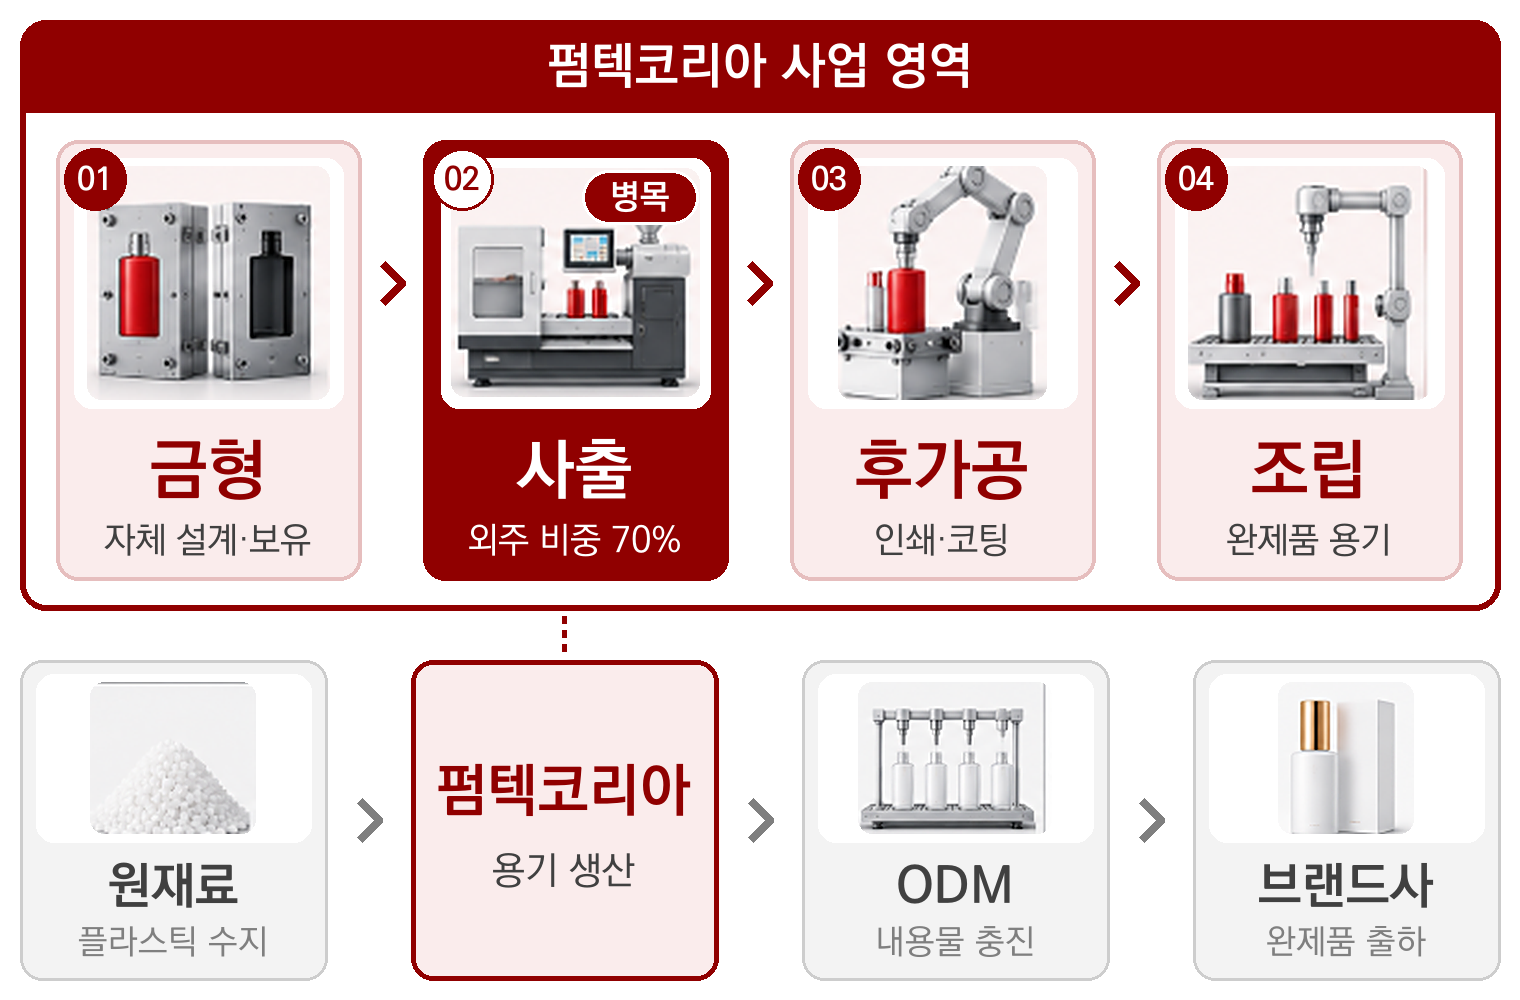 펌텍코리아 사업 영역
01
금형
자체 설계·보유
02
병목
사출
외주 비중 70%
03
후가공
인쇄·코팅
04
조립
완제품 용기
원재료
플라스틱 수지
펌텍코리아
용기 생산
ODM
내용물 충진
브랜드사
완제품 출하